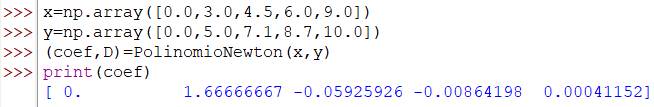 >>> x=np.array([0.0,3.0,4.5,6.0,9.0])
>>> y=np.array([0.0,5.0,7.1,8.7,10.0])
>>> (coef,D)=PolinomioNewton(x,y)
>>> print(coef)
[ 0.          1.66666667 -0.05925926 -0.00864198  0.00041152]